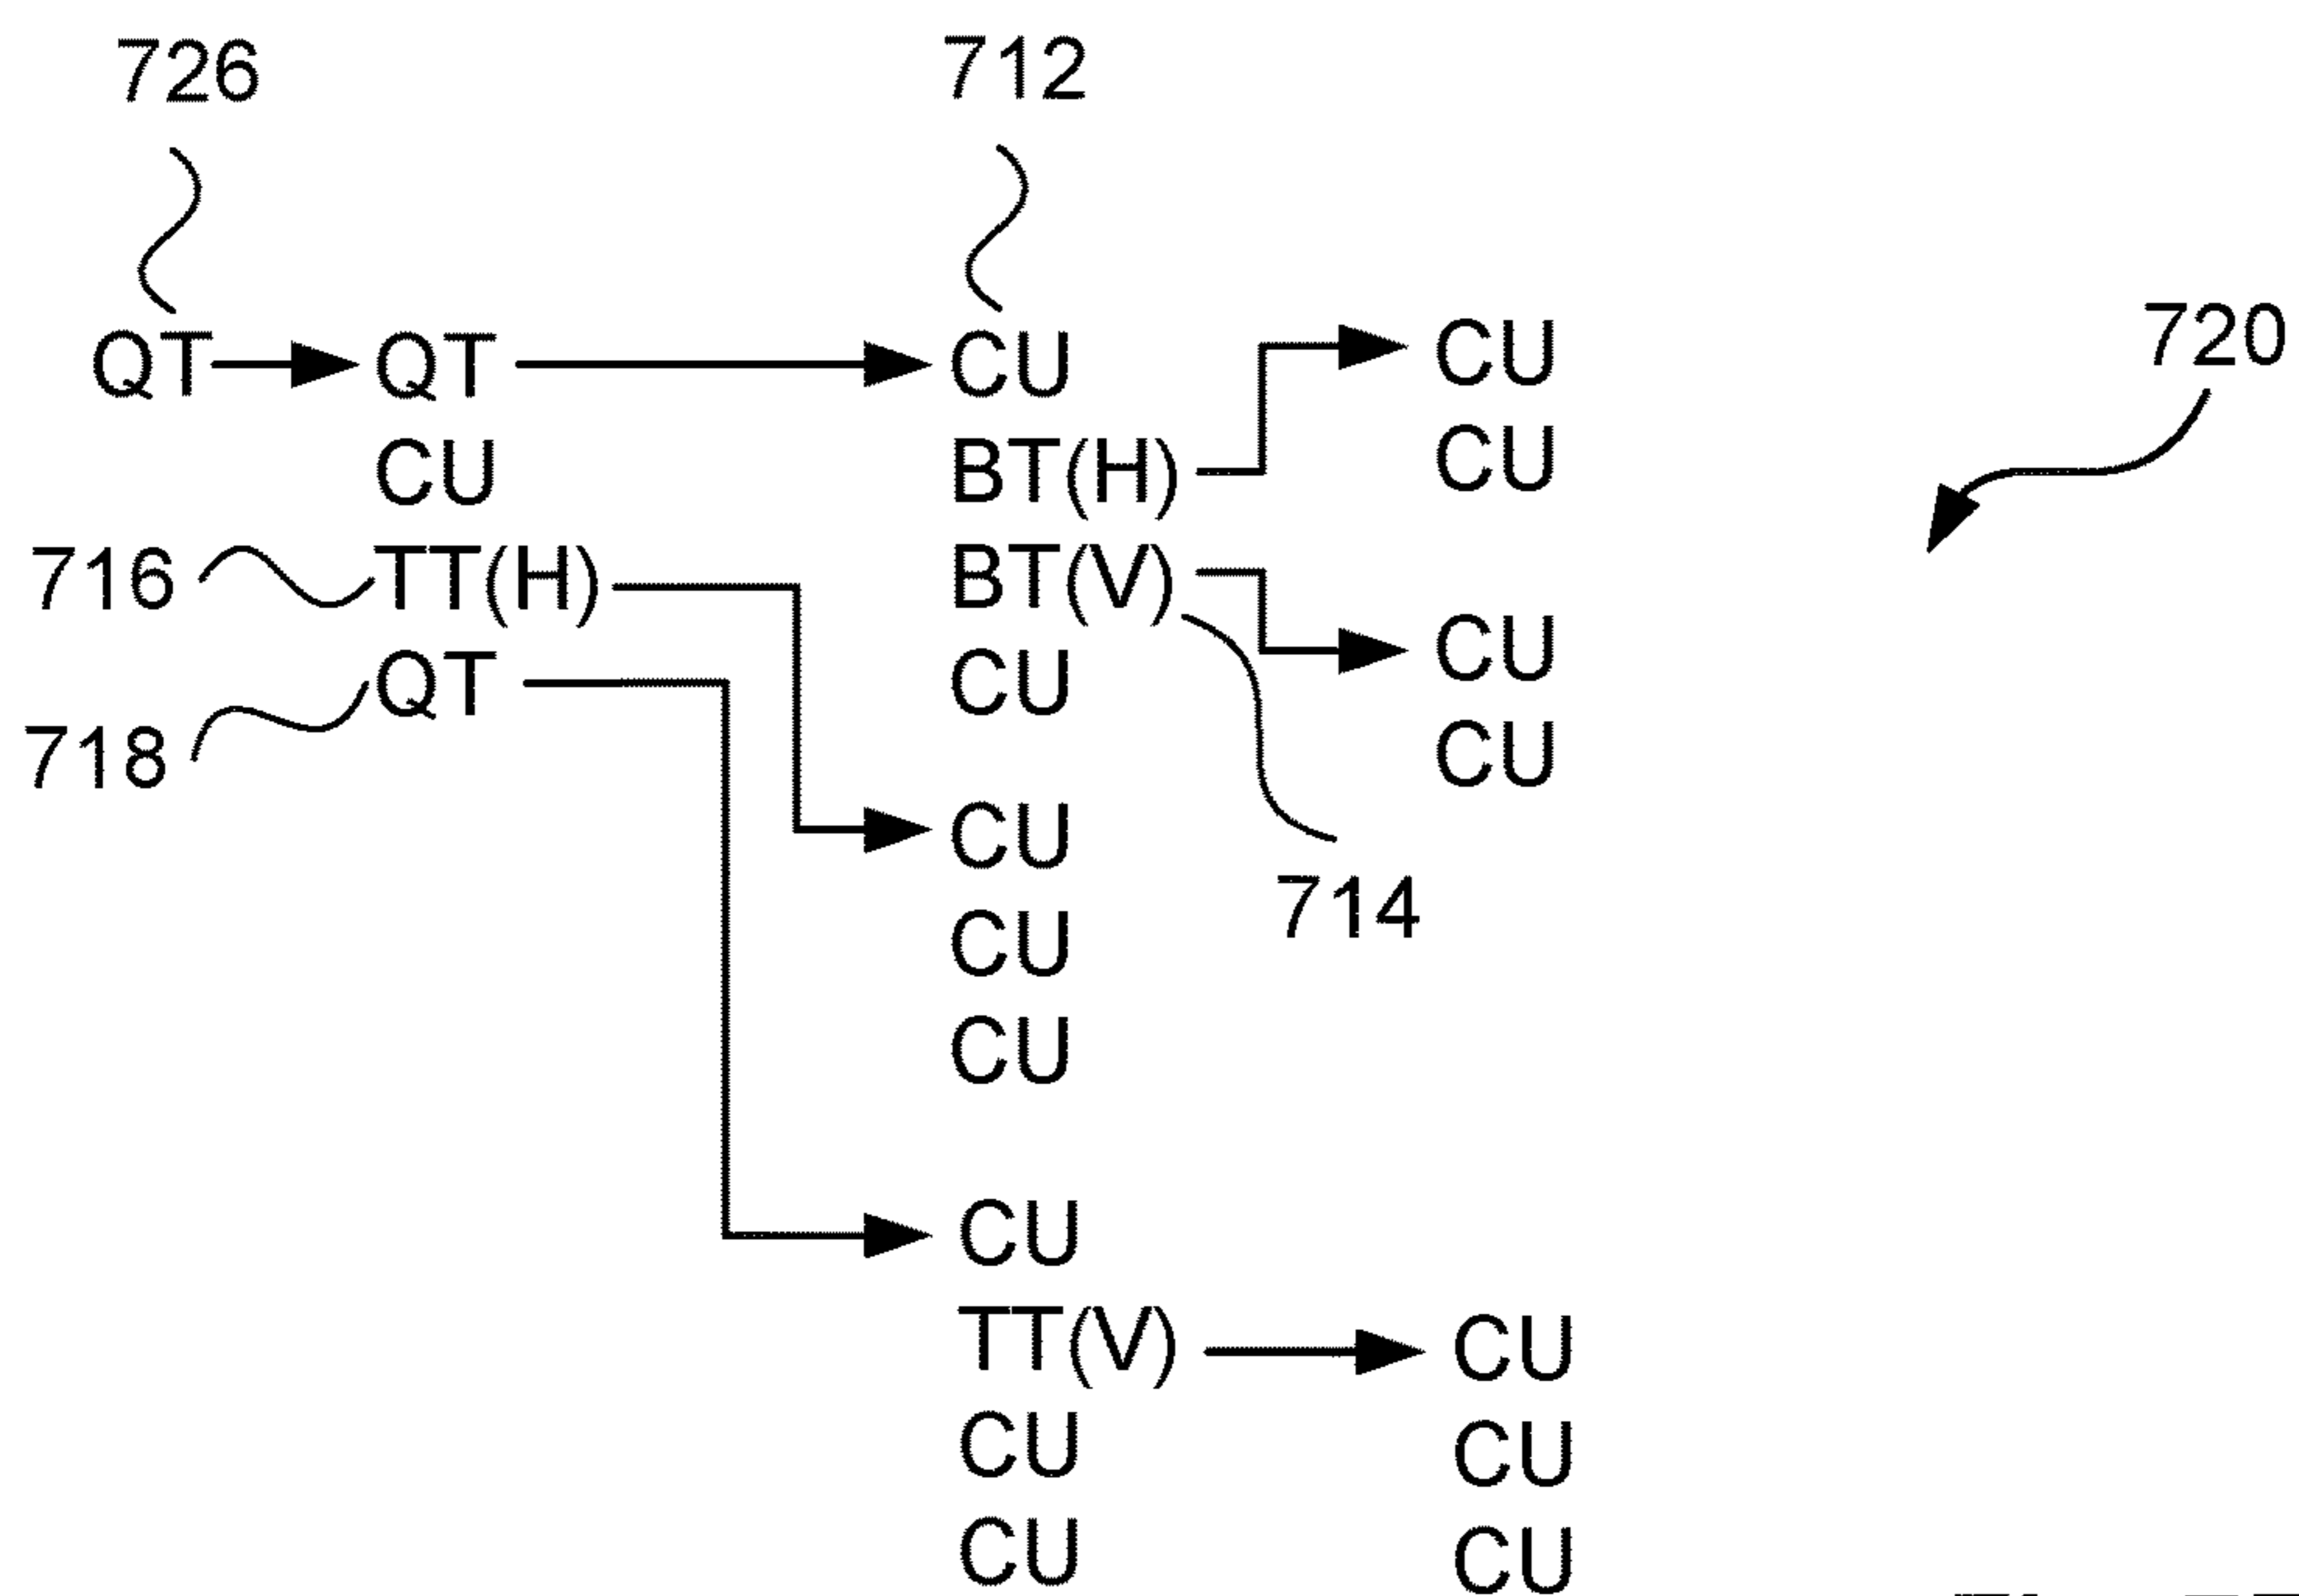 726 712
QT QT CU CU 720
CU BT(H) CU
716 TT(H) BT(V)
QT CU CU
718 CU
CU
714
CU
CU
CU
TT(V) CU
CU CU
CU CU